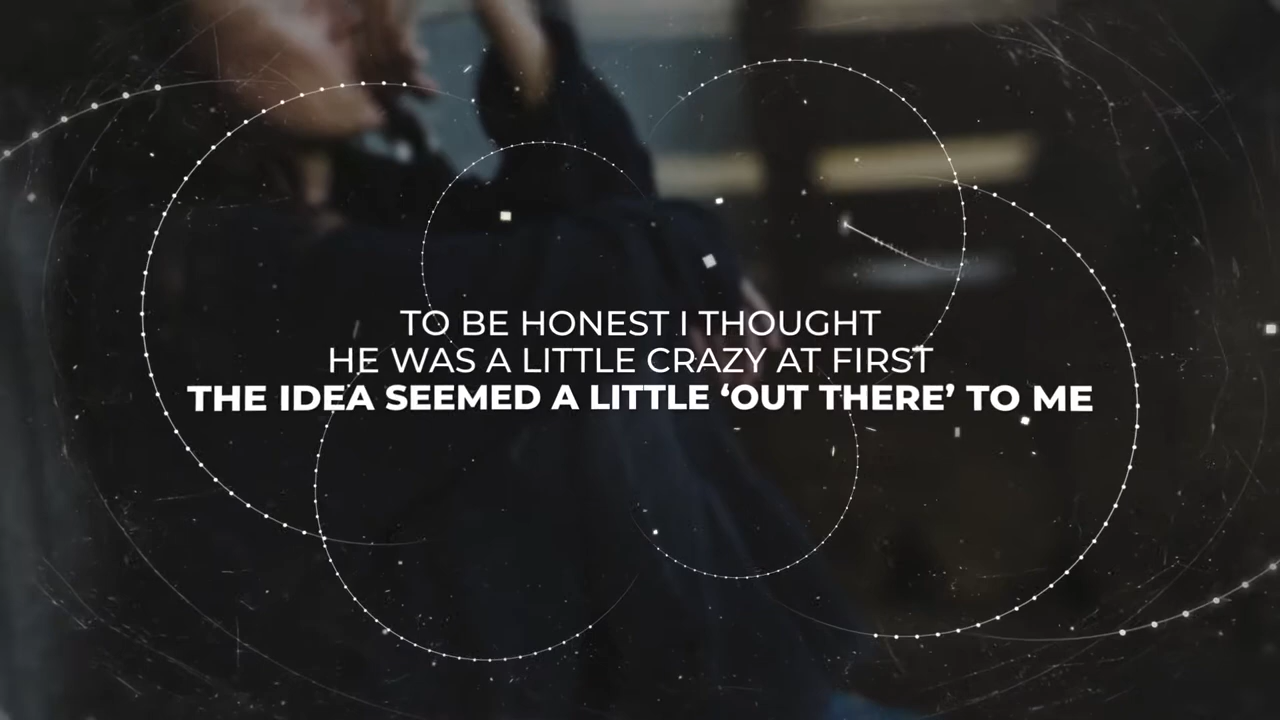 TO BE HONEST I THOUGHT
HE WAS A LITTLE CRAZY AT FIRST
THE IDEA SEEMED A LITTLE ‘OUT THERE’ TO ME